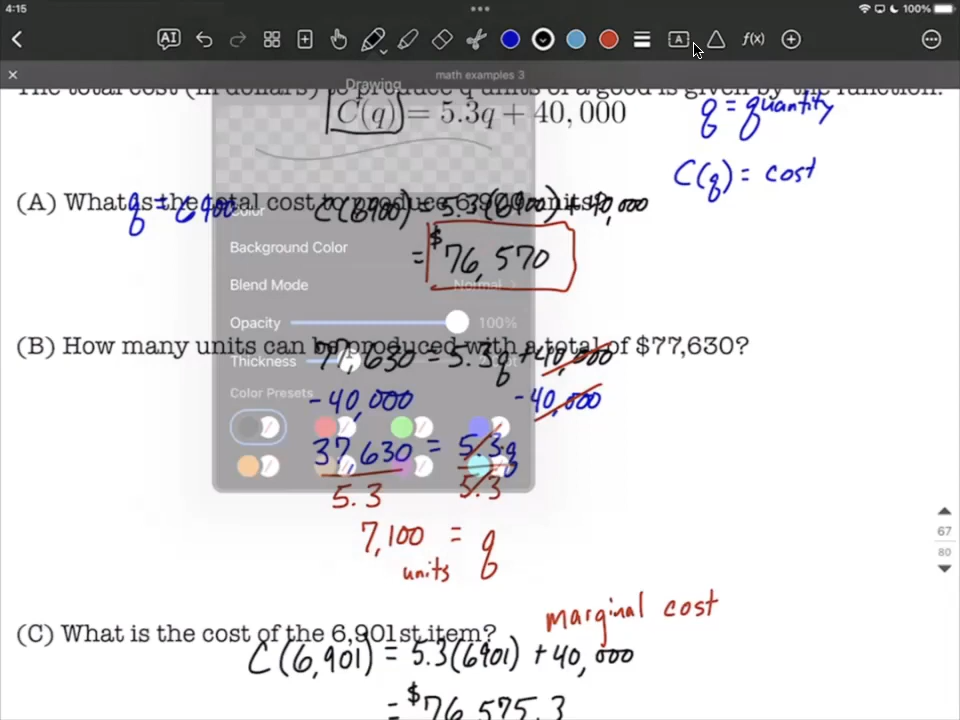 4:15 100%
AI A f(x)
× math examples 3
Drawing
The total cost (in dollars) to produce q units of a good is given by the function:
C(q) = 5.3q + 40,000
q = quantity
C(q) = cost
(A) What is the total cost to produce 6,900 units?
q = 6900 C(6900) = 5.3(6900) + 40,000
Color
= $76,570
Background Color
Blend Mode Normal
Opacity 100%
(B) How many units can be produced with a total of $77,630?
77,630 = 5.3q + 40,000
Thickness
Color Presets
- 40,000 - 40,000
37,630 = 5.3q
5.3 5.3
7,100 = q
units
67
80
marginal cost
(C) What is the cost of the 6,901st item?
C(6,901) = 5.3(6901) + 40,000
= $76,575.3